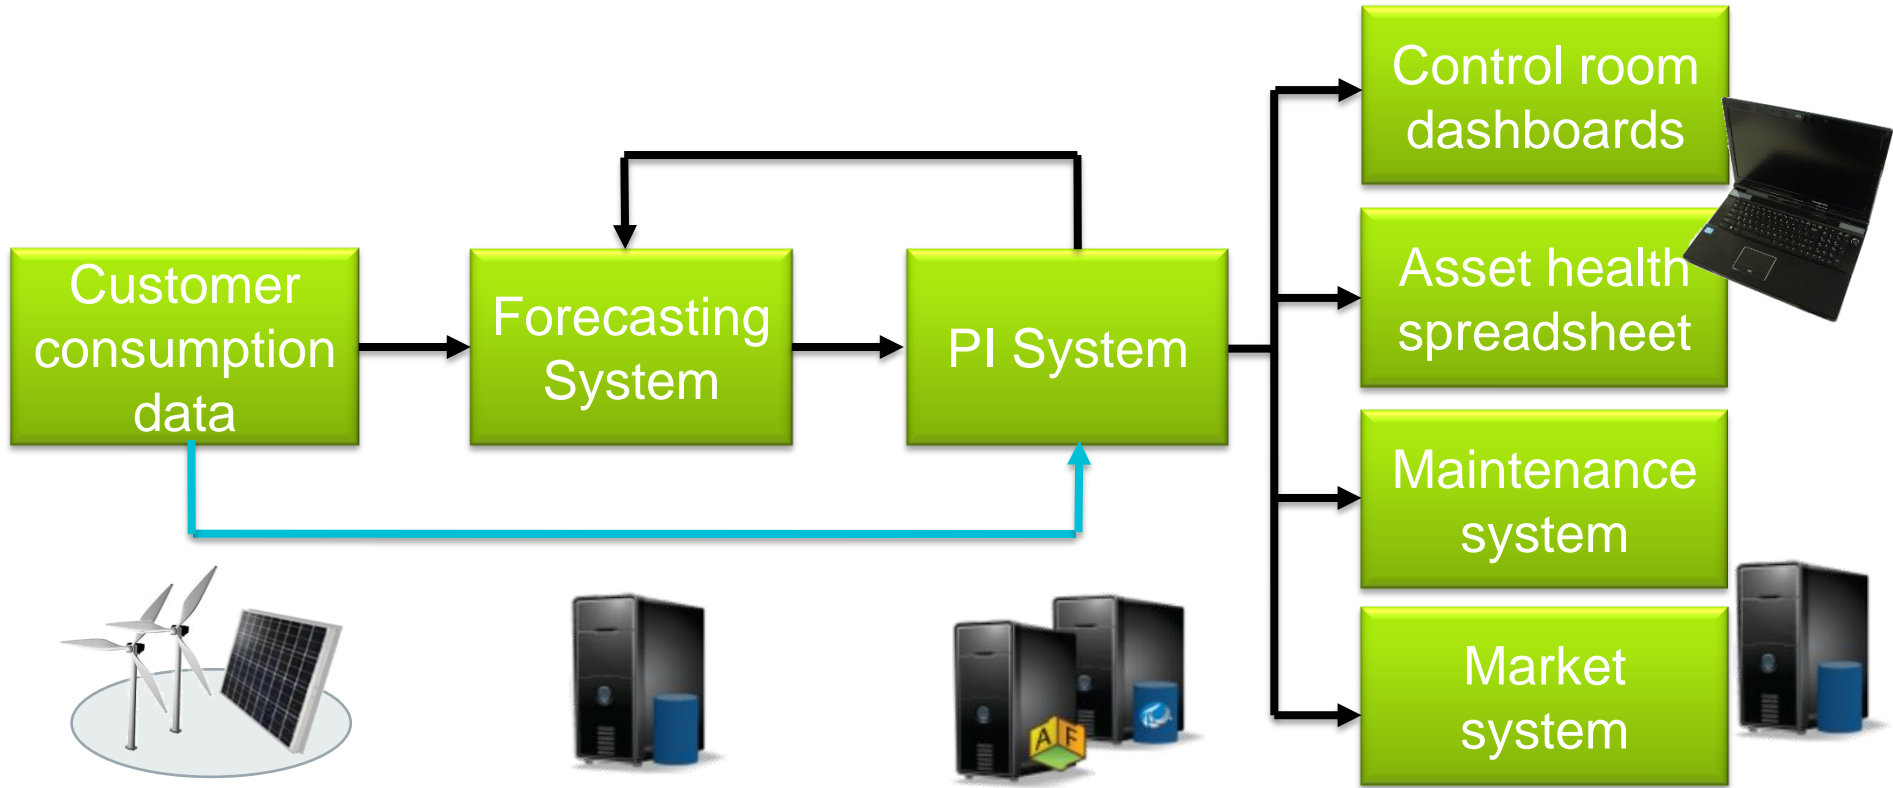 Customer
consumption
data
Forecasting
System
PI System
Control room
dashboards
Asset health
spreadsheet
Maintenance
system
Market
system
A F